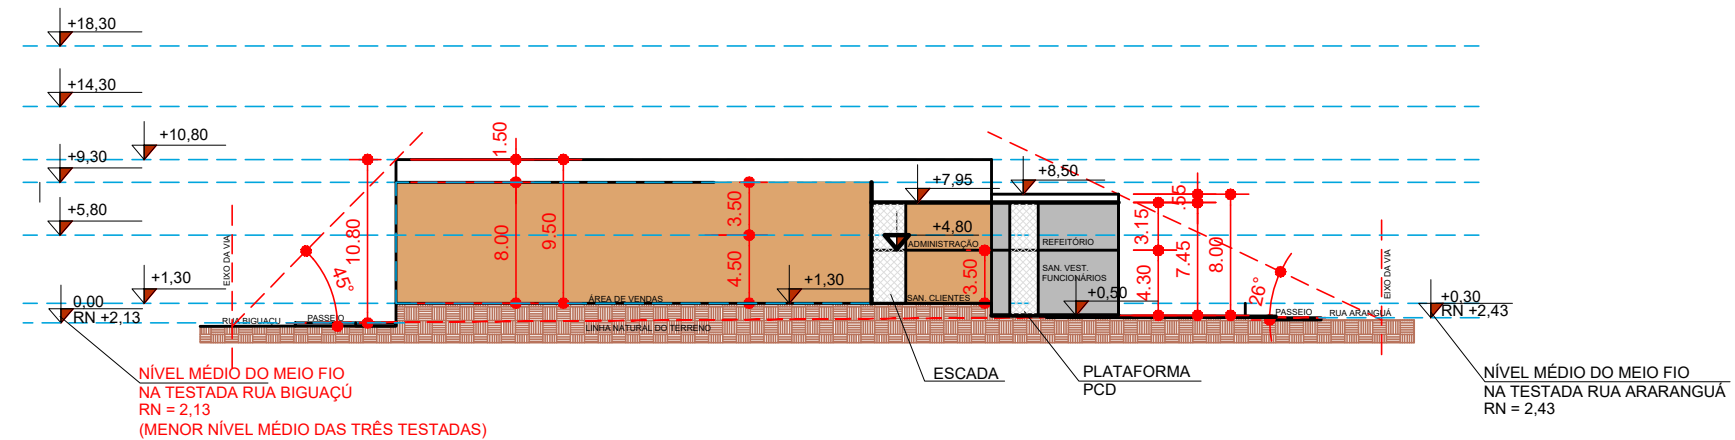 +18,30
+14,30
+10,80
+9,30
+5,80
+1,30
0,00
RN +2,13
EIXO DA VIA
45°
10.80
1.50
8.00
9.50
3.50
4.50
+1,30
ÁREA DE VENDAS
LINHA NATURAL DO TERRENO
RUA BIGUAÇU
PASSEIO
+7,95
+8,50
+4,80
ADMINISTRAÇÃO
REFEITÓRIO
SAN. VEST.
FUNCIONÁRIOS
SAN. CLIENTES
3.50
+0,50
.55
3.15
4.30
7.45
8.00
26°
EIXO DA VIA
PASSEIO
RUA ARANGUÁ
+0,30
RN +2,43
NÍVEL MÉDIO DO MEIO FIO
NA TESTADA RUA BIGUAÇÚ
RN = 2,13
(MENOR NÍVEL MÉDIO DAS TRÊS TESTADAS)
ESCADA
PLATAFORMA
PCD
NÍVEL MÉDIO DO MEIO FIO
NA TESTADA RUA ARARANGUÁ
RN = 2,43